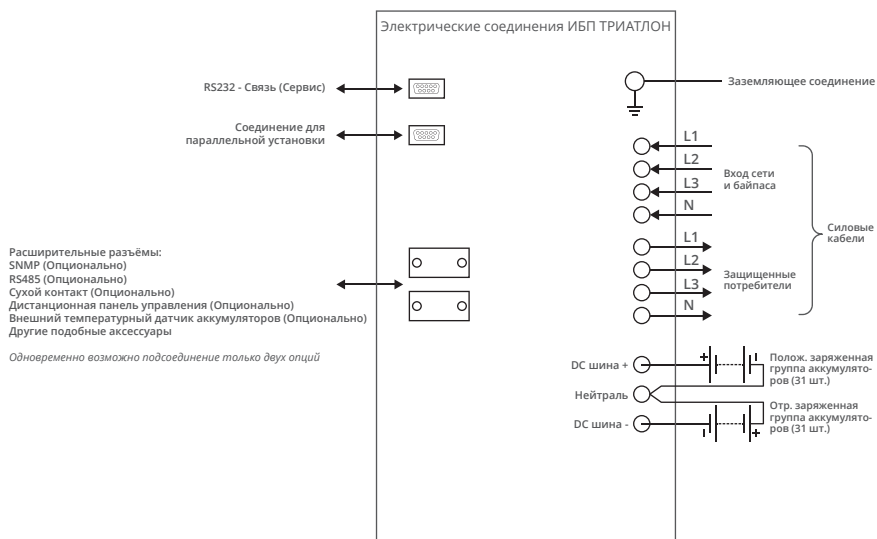 Электрические соединения ИБП ТРИАТЛОН
RS232 - Связь (Сервис)
Заземляющее соединение
Соединение для
параллельной установки
L1
L2
L3
N
Вход сети
и байпаса
Силовые
кабели
L1
L2
L3
N
Защищенные
потребители
Расширительные разъёмы:
SNMP (Опционально)
RS485 (Опционально)
Сухой контакт (Опционально)
Дистанционная панель управления (Опционально)
Внешний температурный датчик аккумуляторов (Опционально)
Другие подобные аксессуары
Одновременно возможно подсоединение только двух опций
DC шина +
Нейтраль
DC шина -
+
-
Полож. заряженная
группа аккумулято-
ров (31 шт.)
-
+
Отр. заряженная
группа аккумулято-
ров (31 шт.)